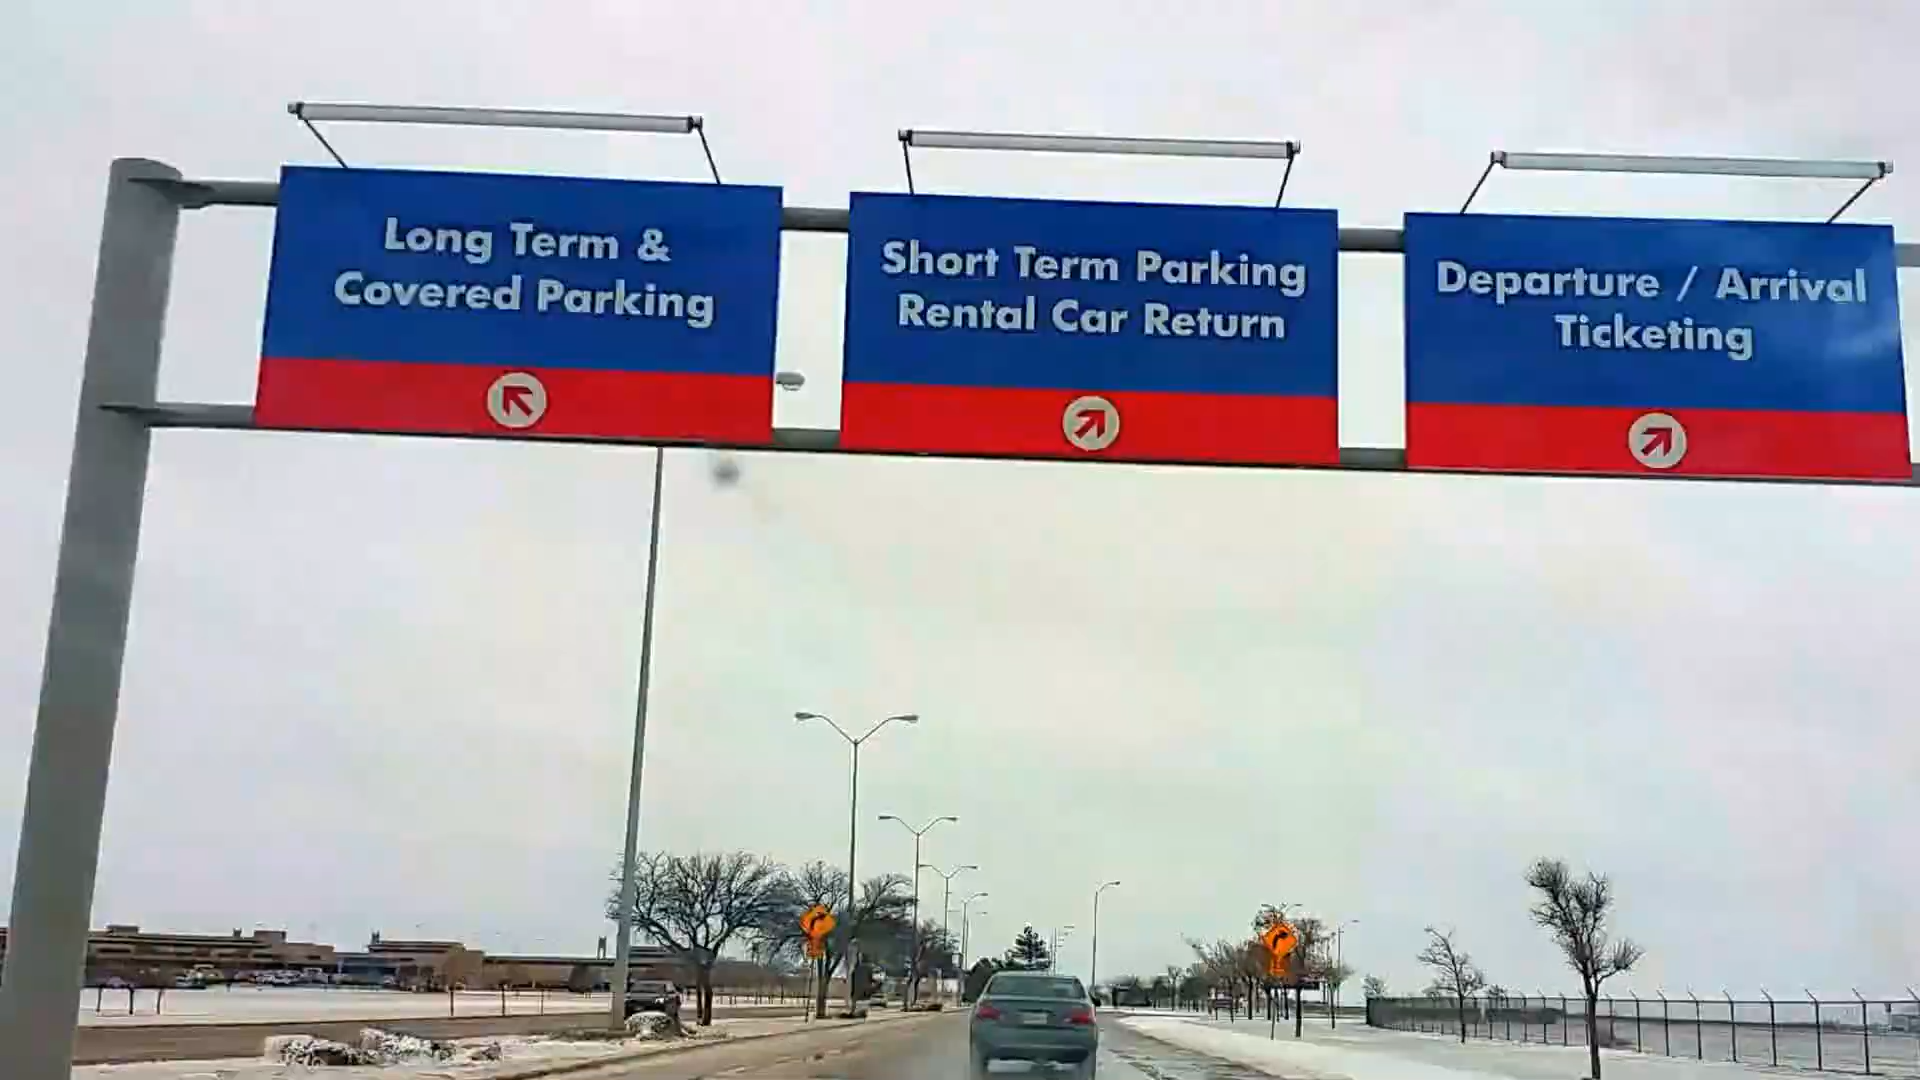 Long Term &
Covered Parking
Short Term Parking
Rental Car Return
Departure / Arrival
Ticketing